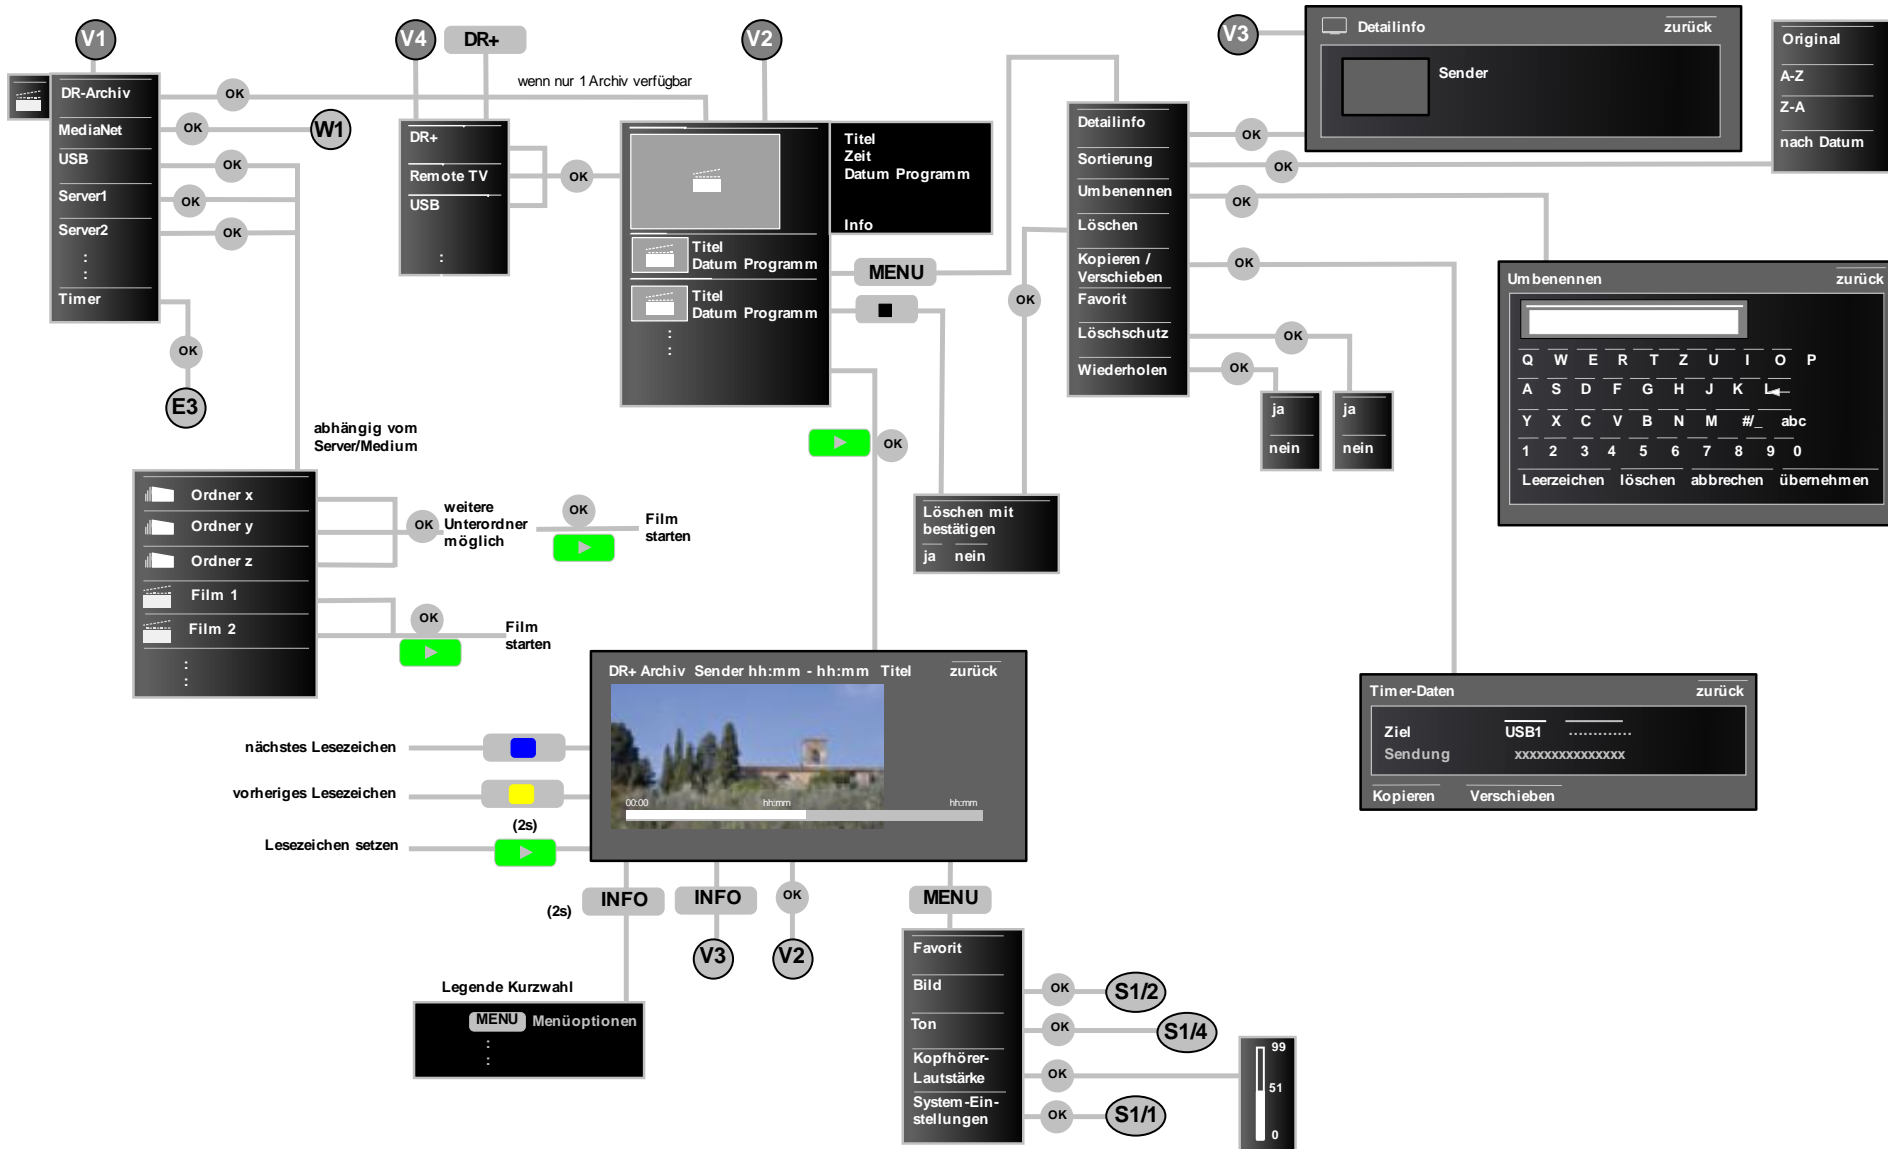 V1
DR-Archiv
MediaNet
USB
Server1
Server2
:
:
Timer
OK
OK
W1
OK
OK
OK
OK
E3
wenn nur 1 Archiv verfügbar
V4
DR+
DR+
Remote TV
USB
:
OK
V2
Titel
Zeit
Datum Programm
Info
Titel
Datum Programm
Titel
Datum Programm
:
:
MENU
OK
OK
abhängig vom
Server/Medium
Ordner x
Ordner y
Ordner z
Film 1
Film 2
:
:
OK
weitere
Unterordner
möglich
OK
Film
starten
OK
Film
starten
Löschen mit
bestätigen
ja nein
Detailinfo
Sortierung
Umbenennen
Löschen
Kopieren /
Verschieben
Favorit
Löschschutz
Wiederholen
OK
OK
OK
OK
OK
OK
ja
nein
ja
nein
V3
Detailinfo zurück
Sender
Original
A-Z
Z-A
nach Datum
Umbenennen zurück
Q W E R T Z U I O P
A S D F G H J K L
Y X C V B N M #/_ abc
1 2 3 4 5 6 7 8 9 0
Leerzeichen löschen abbrechen übernehmen
Timer-Daten zurück
Ziel USB1 .............
Sendung xxxxxxxxxxxxxxx
Kopieren Verschieben
DR+ Archiv Sender hh:mm - hh:mm Titel zurück
00:00 hh:mm hh:mm
nächstes Lesezeichen
vorheriges Lesezeichen
(2s)
Lesezeichen setzen
(2s)
INFO
INFO
OK
MENU
V3
V2
Legende Kurzwahl
MENU Menüoptionen
:
:
Favorit
Bild
Ton
Kopfhörer-
Lautstärke
System-Ein-
stellungen
OK
S1/2
OK
S1/4
OK
OK
S1/1
99
51
0